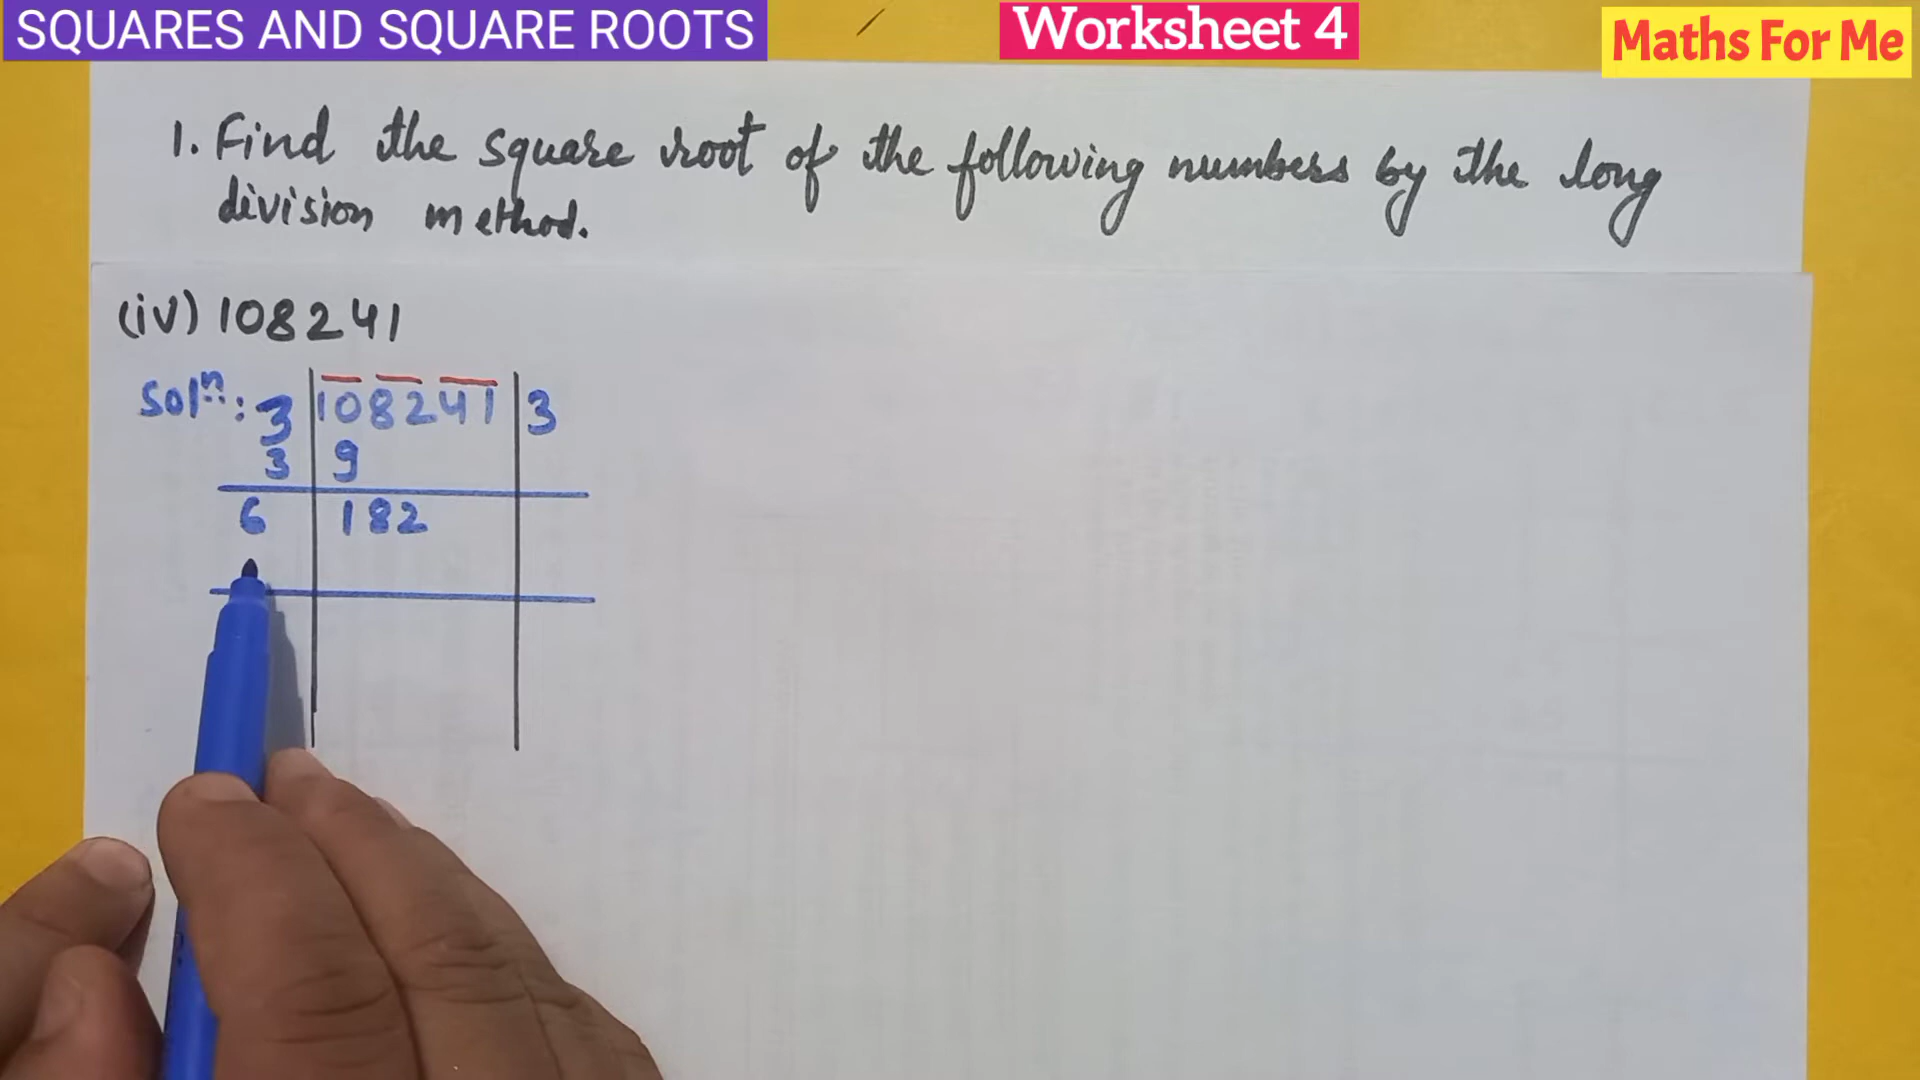 SQUARES AND SQUARE ROOTS
Worksheet 4
Maths For Me
1. Find the square root of the following numbers by the long
division method.
(iv) 108241
Solⁿ: 3 108241 3
3 9
6 182